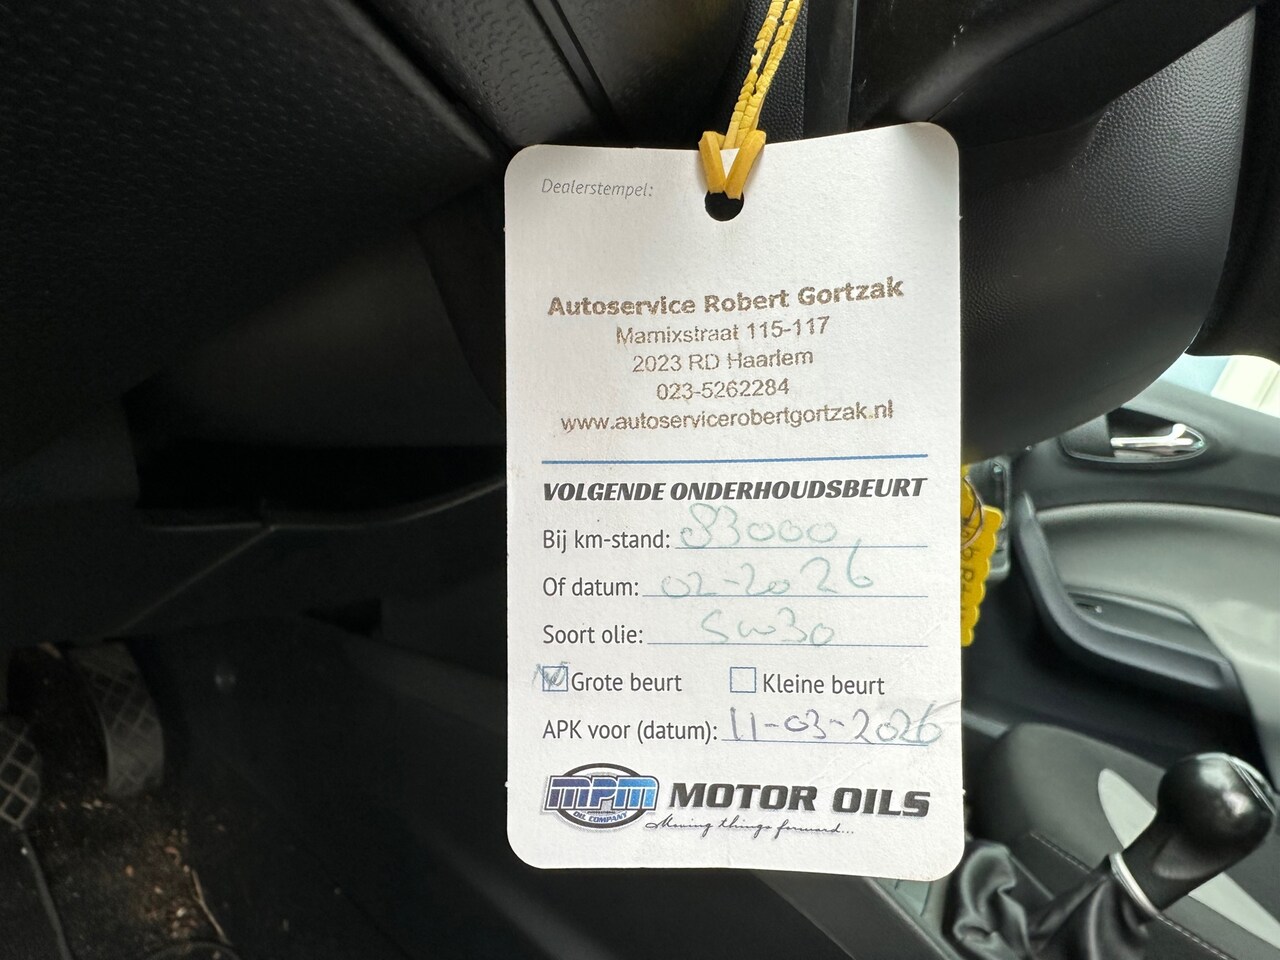 Dealerstempel:
Autoservice Robert Gortzak
Marnixstraat 115-117
2023 RD Haarlem
023-5262284
www.autoservicerobertgortzak.nl
VOLGENDE ONDERHOUDSBEURT
Bij km-stand: 83000
Of datum: 02-2026
Soort olie: 5w30
Grote beurt Kleine beurt
APK voor (datum): 11-03-2026
MPM MOTOR OILS
OIL COMPANY
Moving things forward...